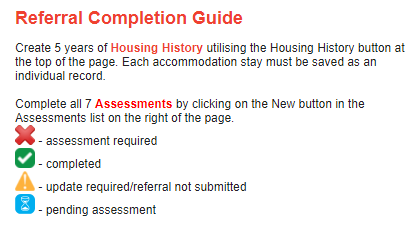 Referral Completion Guide
Create 5 years of Housing History utilising the Housing History button at
the top of the page. Each accommodation stay must be saved as an
individual record.
Complete all 7 Assessments by clicking on the New button in the
Assessments list on the right of the page.
- assessment required
- completed
- update required/referral not submitted
- pending assessment